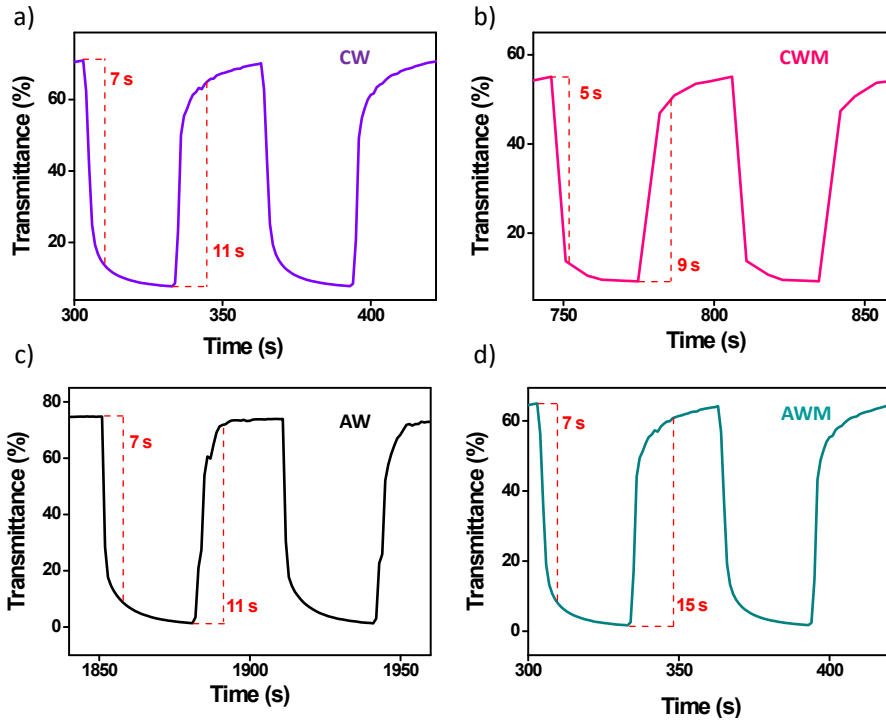 a)
CW
7 s
11 s
Transmittance (%)
60
40
20
300
350
400
Time (s)
b)
CWM
5 s
9 s
Transmittance (%)
60
40
20
750
800
850
Time (s)
c)
AW
7 s
11 s
Transmittance (%)
80
60
40
20
0
1850
1900
1950
Time (s)
d)
AWM
7 s
15 s
Transmittance (%)
60
40
20
0
300
350
400
Time (s)